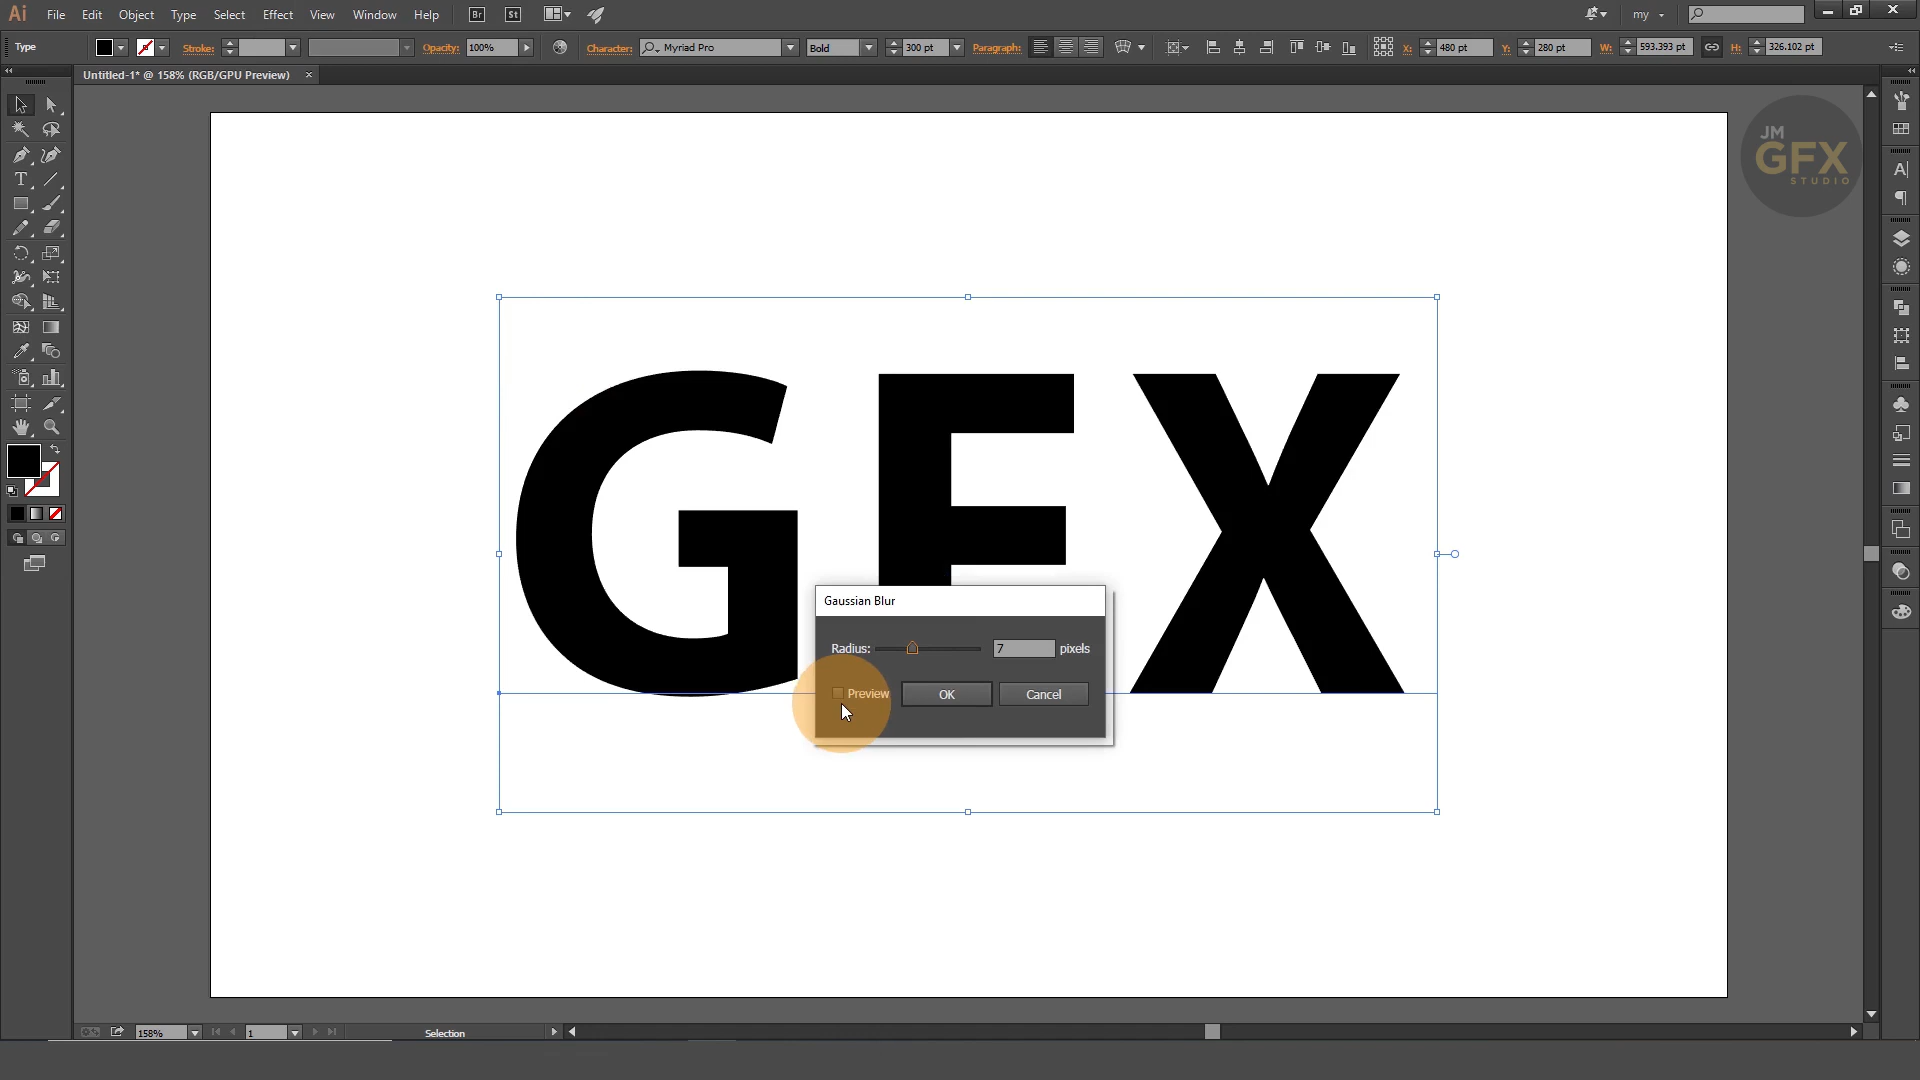 Ai File Edit Object Type Select Effect View Window Help Br St my
Type Stroke: Opacity: 100% Character: Myriad Pro Bold 300 pt Paragraph: X: 480 pt Y: 280 pt W: 593.393 pt H: 326.102 pt
Untitled-1* @ 158% (RGB/GPU Preview) ×
JM
GFX
STUDIO
GFX
Gaussian Blur
Radius: 7 pixels
Preview OK Cancel
158% 1 Selection